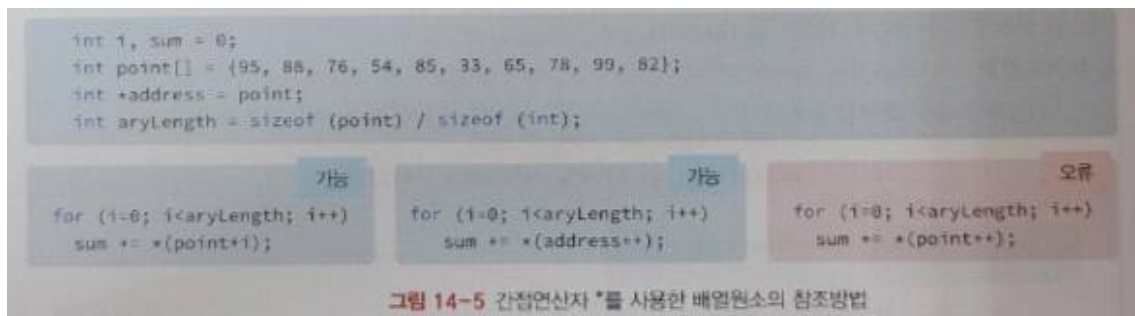 int i, sum = 0;
int point[] = {95, 88, 76, 54, 85, 33, 65, 78, 99, 82};
int *address = point;
int aryLength = sizeof (point) / sizeof (int);
가능
for (i=0; i<aryLength; i++)
sum += *(point+i);
가능
for (i=0; i<aryLength; i++)
sum += *(address++);
오류
for (i=0; i<aryLength; i++)
sum += *(point++);
그림 14-5 간접연산자 *를 사용한 배열원소의 참조방법